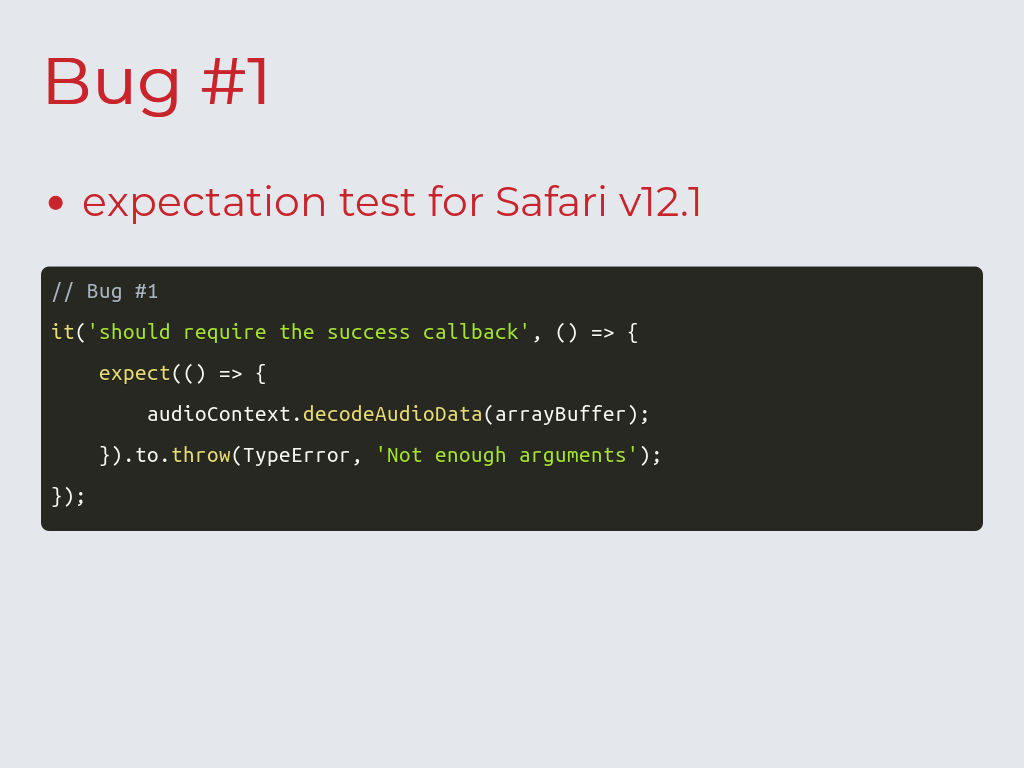 Bug #1
• expectation test for Safari v12.1
// Bug #1
it('should require the success callback', () => {
    expect(() => {
        audioContext.decodeAudioData(arrayBuffer);
    }).to.throw(TypeError, 'Not enough arguments');
});